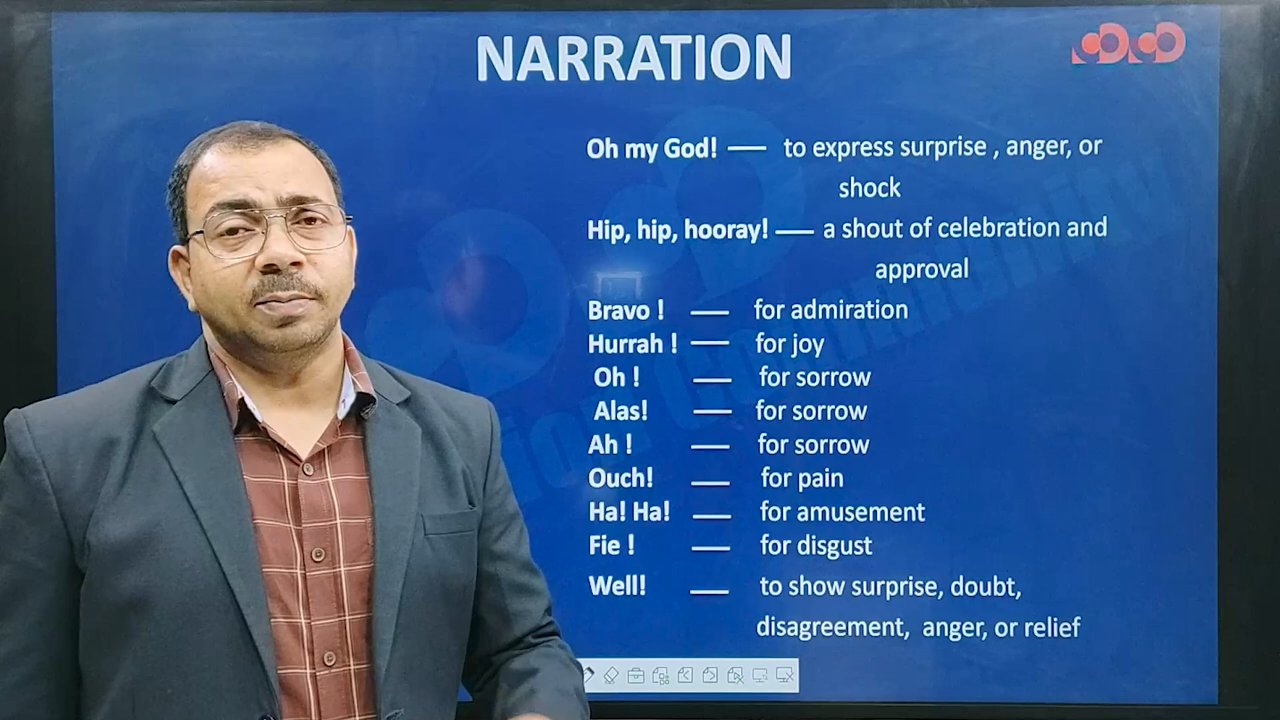 NARRATION
Oh my God! — to express surprise , anger, or
shock
Hip, hip, hooray! — a shout of celebration and
approval
Bravo ! — for admiration
Hurrah ! — for joy
Oh ! — for sorrow
Alas! — for sorrow
Ah ! — for sorrow
Ouch! — for pain
Ha! Ha! — for amusement
Fie ! — for disgust
Well! — to show surprise, doubt,
disagreement, anger, or relief